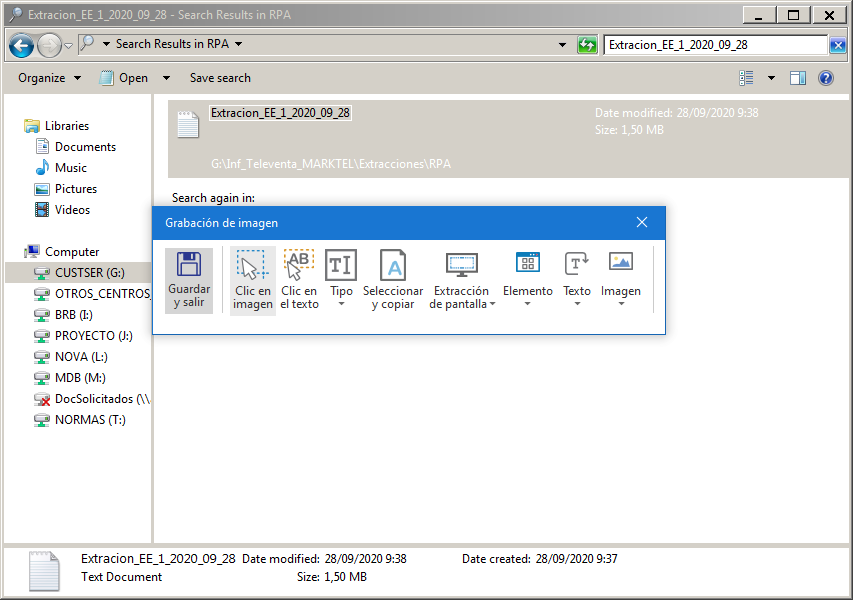 Extracion_EE_1_2020_09_28 - Search Results in RPA
Search Results in RPA
Extracion_EE_1_2020_09_28
Organize
Open
Save search
Libraries
Documents
Music
Pictures
Videos
Computer
CUSTSER (G:)
OTROS_CENTROS_
BRB (I:)
PROYECTO (J:)
NOVA (L:)
MDB (M:)
DocSolicitados (\\
NORMAS (T:)
Extracion_EE_1_2020_09_28
Date modified: 28/09/2020 9:38
Size: 1,50 MB
G:\Inf_Televenta_MARKTEL\Extracciones\RPA
Search again in:
Grabación de imagen
Guardar
y salir
Clic en
imagen
AB
Clic en
el texto
TI
Tipo
A
Seleccionar
y copiar
Extracción
de pantalla
Elemento
T
Texto
Imagen
Extracion_EE_1_2020_09_28 Date modified: 28/09/2020 9:38 Date created: 28/09/2020 9:37
Text Document Size: 1,50 MB